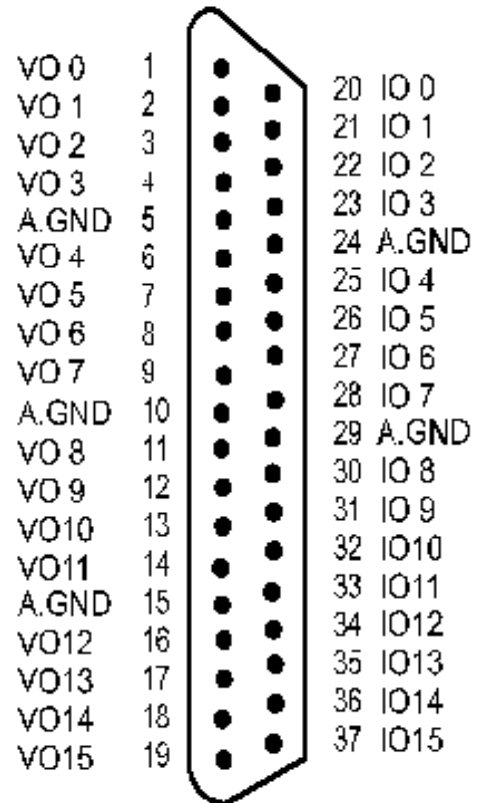 VO 0 1
VO 1 2
VO 2 3
VO 3 4
A.GND 5
VO 4 6
VO 5 7
VO 6 8
VO 7 9
A.GND 10
VO 8 11
VO 9 12
VO10 13
VO11 14
A.GND 15
VO12 16
VO13 17
VO14 18
VO15 19
20 IO 0
21 IO 1
22 IO 2
23 IO 3
24 A.GND
25 IO 4
26 IO 5
27 IO 6
28 IO 7
29 A.GND
30 IO 8
31 IO 9
32 IO10
33 IO11
34 IO12
35 IO13
36 IO14
37 IO15